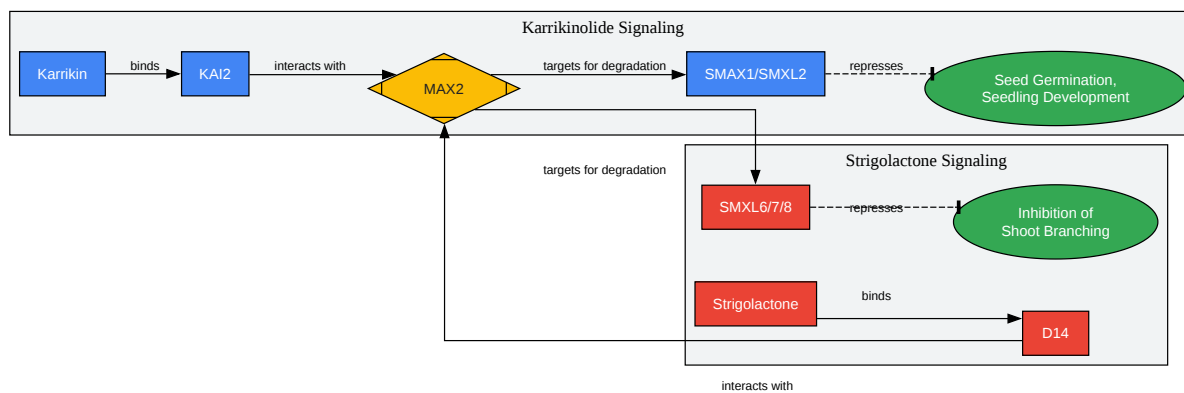 Karrikinolide Signaling
Karrikin
binds
KAI2
interacts with
MAX2
targets for degradation
SMAX1/SMXL2
represses
Seed Germination,
Seedling Development
Strigolactone Signaling
targets for degradation
SMXL6/7/8
represses
Inhibition of
Shoot Branching
Strigolactone
binds
D14
interacts with